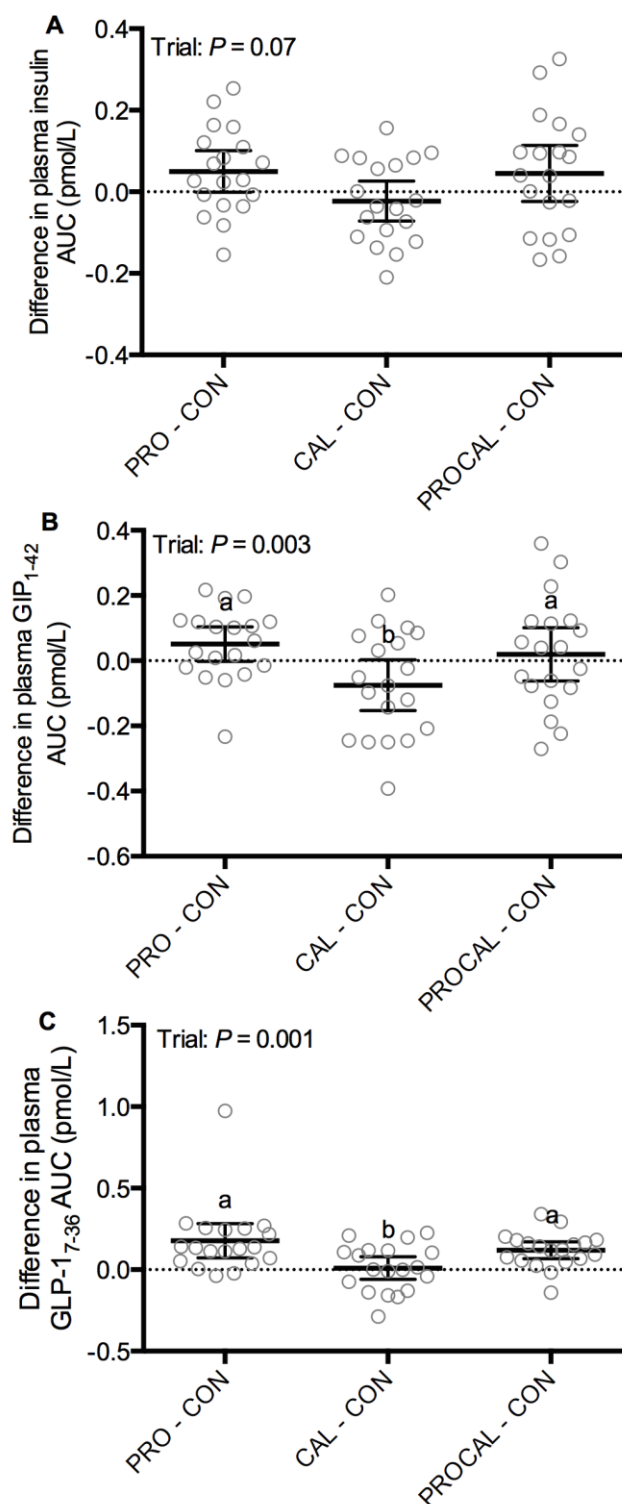 A
Trial: P = 0.07
Difference in plasma insulin
AUC (pmol/L)
0.4
0.2
0.0
-0.2
-0.4
PRO - CON
CAL - CON
PROCAL - CON
B
Trial: P = 0.003
Difference in plasma GIP1-42
AUC (pmol/L)
0.4
0.2
0.0
-0.2
-0.4
-0.6
a
b
a
PRO - CON
CAL - CON
PROCAL - CON
C
Trial: P = 0.001
Difference in plasma
GLP-17-36 AUC (pmol/L)
1.5
1.0
0.5
0.0
-0.5
a
b
a
PRO - CON
CAL - CON
PROCAL - CON